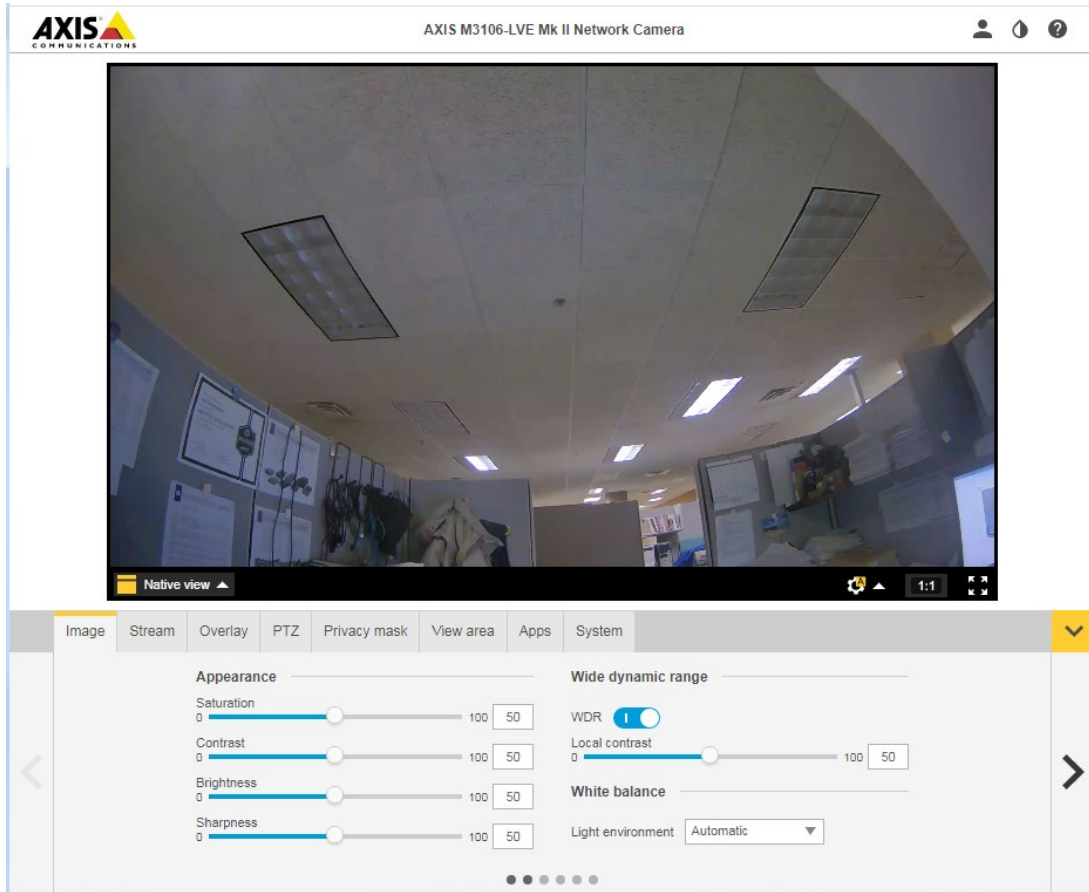 AXIS
COMMUNICATIONS
AXIS M3106-LVE Mk II Network Camera
Native view
A
1:1
Image Stream Overlay PTZ Privacy mask View area Apps System
Appearance
Saturation
0 100 50
Contrast
0 100 50
Brightness
0 100 50
Sharpness
0 100 50
Wide dynamic range
WDR
Local contrast
0 100 50
White balance
Light environment Automatic